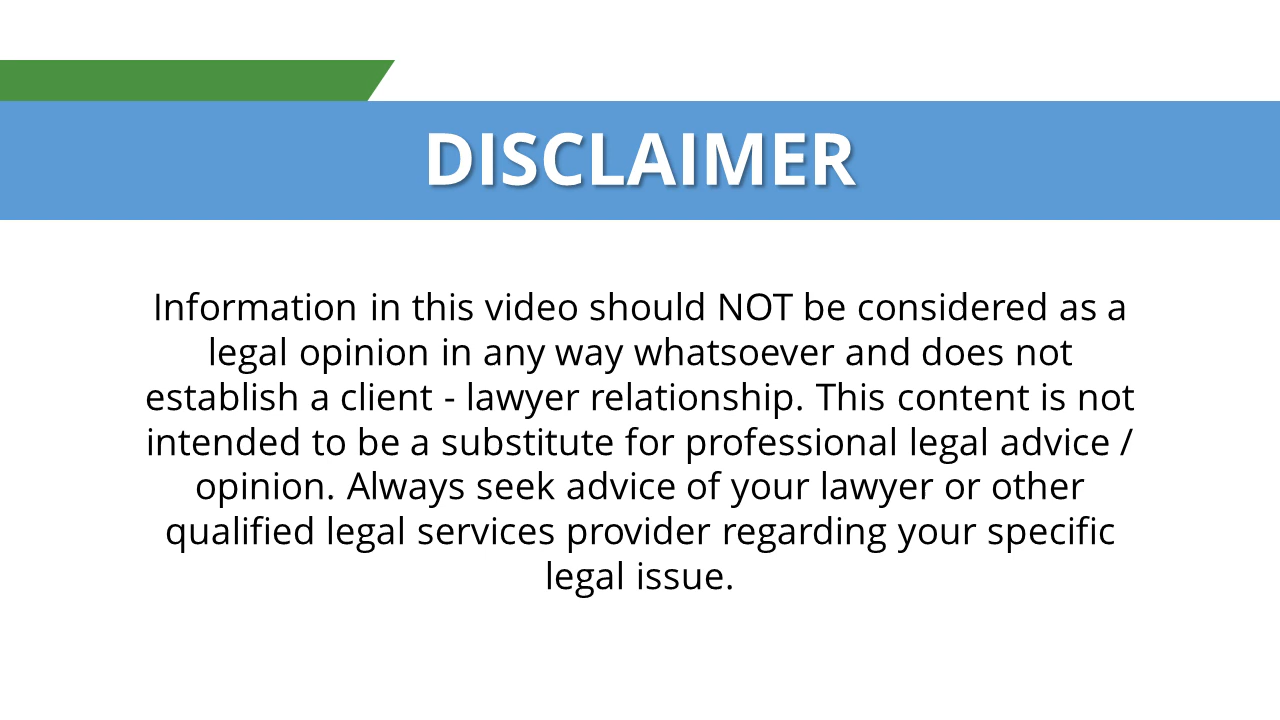 DISCLAIMER
Information in this video should NOT be considered as a
legal opinion in any way whatsoever and does not
establish a client - lawyer relationship. This content is not
intended to be a substitute for professional legal advice /
opinion. Always seek advice of your lawyer or other
qualified legal services provider regarding your specific
legal issue.